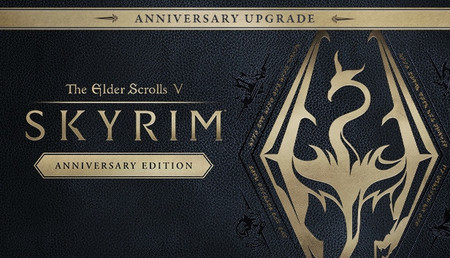 ANNIVERSARY UPGRADE
The Elder Scrolls V
SKYRIM
ANNIVERSARY EDITION